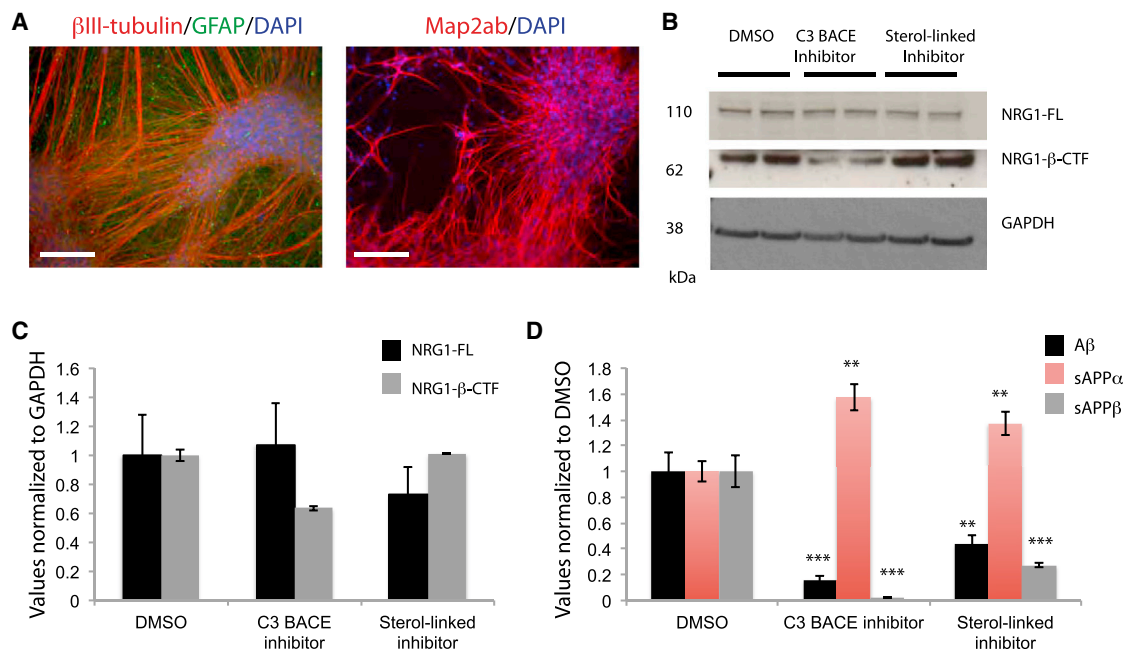 A
βIII-tubulin/GFAP/DAPI
Map2ab/DAPI
B
DMSO
C3 BACE
Inhibitor
Sterol-linked
Inhibitor
110
62
38
kDa
NRG1-FL
NRG1-β-CTF
GAPDH
C
Values normalized to GAPDH
1.6
1.4
1.2
1
0.8
0.6
0.4
0.2
0
NRG1-FL
NRG1-β-CTF
DMSO
C3 BACE
inhibitor
Sterol-linked
inhibitor
D
Values normalized to DMSO
1.8
1.6
1.4
1.2
1
0.8
0.6
0.4
0.2
0
Aβ
sAPPα
sAPPβ
***
**
***
**
**
***
DMSO
C3 BACE inhibitor
Sterol-linked
inhibitor